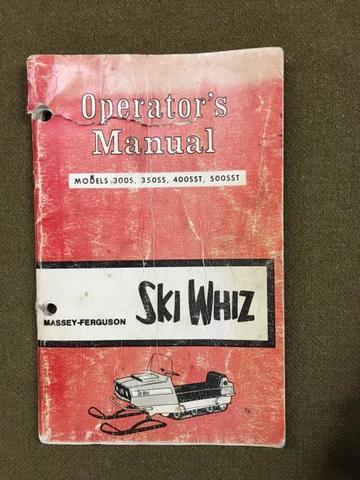 Operator's
Manual
MODELS 300S, 350SS, 400SST, 500SST
MASSEY-FERGUSON
SKI WHIZ